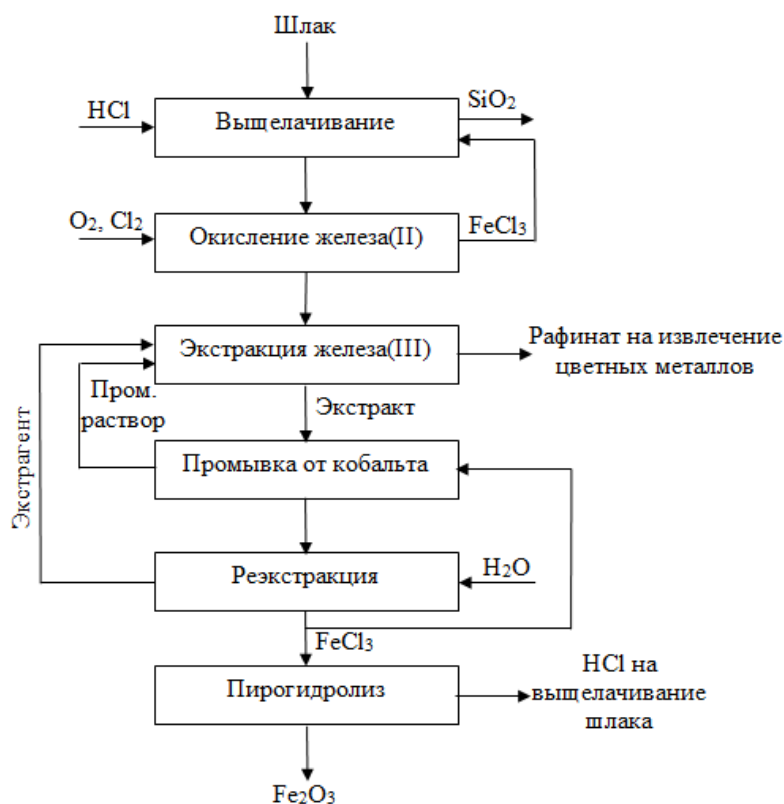 Шлак
HCl
Выщелачивание
SiO₂
O₂, Cl₂
Окисление железа(II)
FeCl₃
Экстракция железа(III)
Рафинат на извлечение
цветных металлов
Пром.
раствор
Экстракт
Экстрагент
Промывка от кобальта
Реэкстракция
H₂O
FeCl₃
Пирогидролиз
HCl на
выщелачивание
шлака
Fe₂O₃